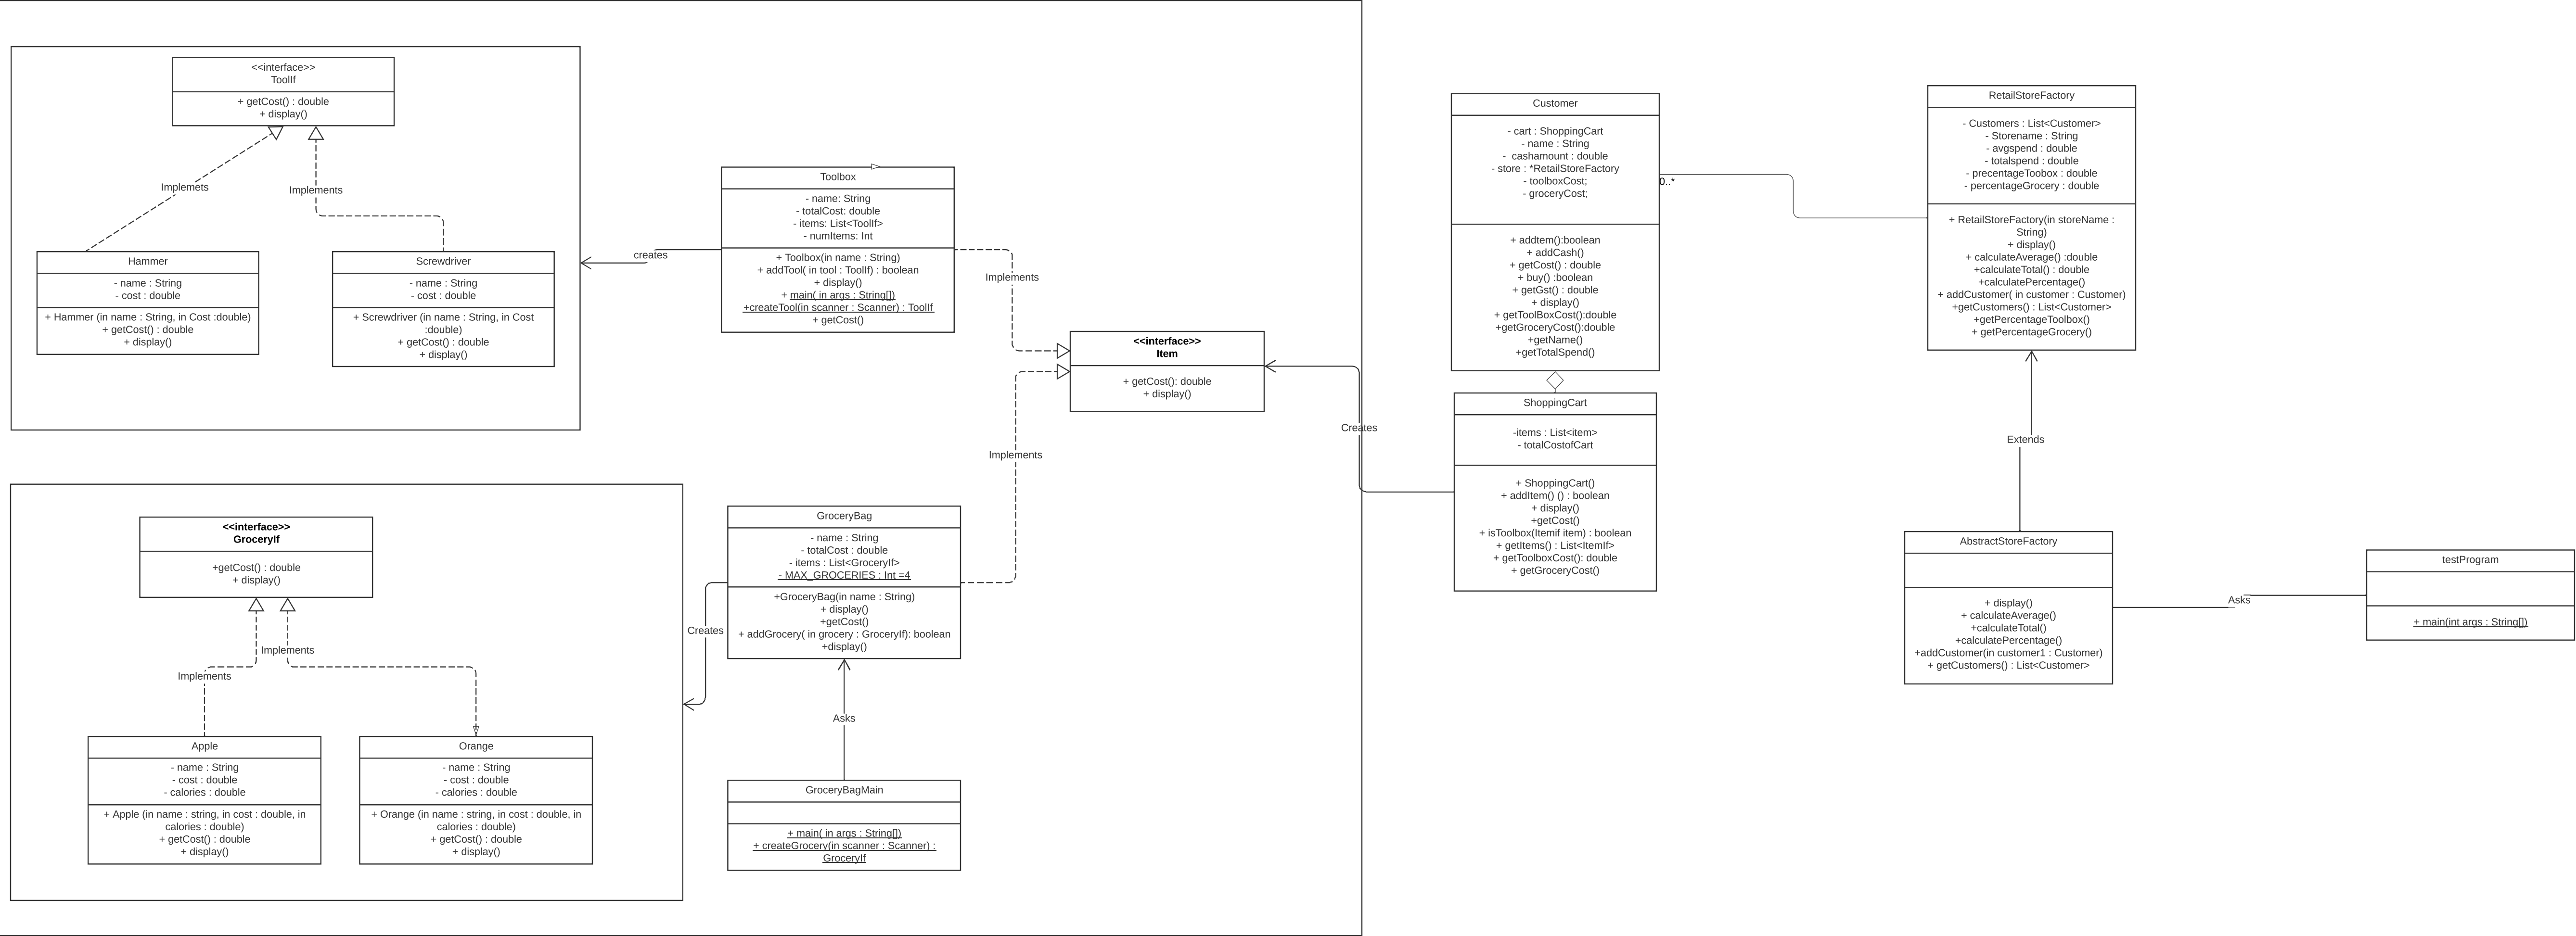 <<interface>>
ToolIf
+ getCost() : double
+ display()
Implemets
Implements
Hammer
- name : String
- cost : double
+ Hammer (in name : String, in Cost :double)
+ getCost() : double
+ display()
Screwdriver
- name : String
- cost : double
+ Screwdriver (in name : String, in Cost
:double)
+ getCost() : double
+ display()
creates
Toolbox
- name: String
- totalCost: double
- items: List<ToolIf>
- numItems: Int
+ Toolbox(in name : String)
+ addTool( in tool : ToolIf) : boolean
+ display()
+ main( in args : String[])
+createTool(in scanner : Scanner) : ToolIf
+ getCost()
Implements
<<interface>>
Item
+ getCost(): double
+ display()
Implements
<<interface>>
GroceryIf
+getCost() : double
+ display()
Implements
Implements
Apple
- name : String
- cost : double
- calories : double
+ Apple (in name : string, in cost : double, in
calories : double)
+ getCost() : double
+ display()
Orange
- name : String
- cost : double
- calories : double
+ Orange (in name : string, in cost : double, in
calories : double)
+ getCost() : double
+ display()
Creates
GroceryBag
- name : String
- totalCost : double
- items : List<GroceryIf>
- MAX_GROCERIES : Int =4
+GroceryBag(in name : String)
+ display()
+getCost()
+ addGrocery( in grocery : GroceryIf): boolean
+display()
Asks
GroceryBagMain
+ main( in args : String[])
+ createGrocery(in scanner : Scanner) :
GroceryIf
Creates
Customer
- cart : ShoppingCart
- name : String
- cashamount : double
- store : *RetailStoreFactory
- toolboxCost;
- groceryCost;
+ addtem():boolean
+ addCash()
+ getCost() : double
+ buy() :boolean
+ getGst() : double
+ display()
+ getToolBoxCost():double
+getGroceryCost():double
+getName()
+getTotalSpend()
0..*
ShoppingCart
-items : List<item>
- totalCostofCart
+ ShoppingCart()
+ addItem() () : boolean
+ display()
+getCost()
+ isToolbox(Itemif item) : boolean
+ getItems() : List<ItemIf>
+ getToolboxCost(): double
+ getGroceryCost()
RetailStoreFactory
- Customers : List<Customer>
- Storename : String
- avgspend : double
- totalspend : double
- precentageToobox : double
- percentageGrocery : double
+ RetailStoreFactory(in storeName :
String)
+ display()
+ calculateAverage() :double
+calculateTotal() : double
+calculatePercentage()
+ addCustomer( in customer : Customer)
+getCustomers() : List<Customer>
+getPercentageToolbox()
+ getPercentageGrocery()
Extends
AbstractStoreFactory
+ display()
+ calculateAverage()
+calculateTotal()
+calculatePercentage()
+addCustomer(in customer1 : Customer)
+ getCustomers() : List<Customer>
Asks
testProgram
+ main(int args : String[])